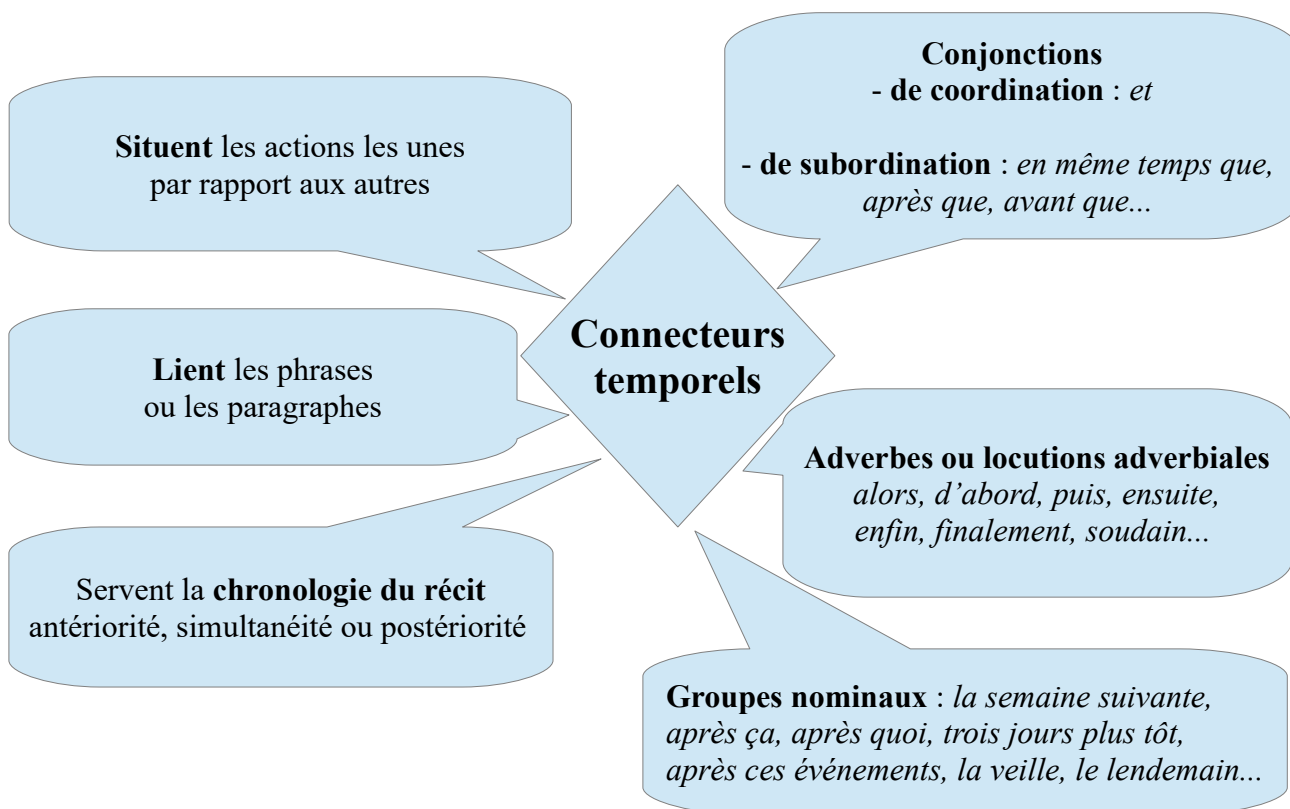 Conjonctions
- de coordination : et
- de subordination : en même temps que,
après que, avant que...
Situent les actions les unes
par rapport aux autres
Connecteurs
temporels
Lient les phrases
ou les paragraphes
Adverbes ou locutions adverbiales
alors, d’abord, puis, ensuite,
enfin, finalement, soudain...
Servent la chronologie du récit
antériorité, simultanéité ou postériorité
Groupes nominaux : la semaine suivante,
après ça, après quoi, trois jours plus tôt,
après ces événements, la veille, le lendemain...